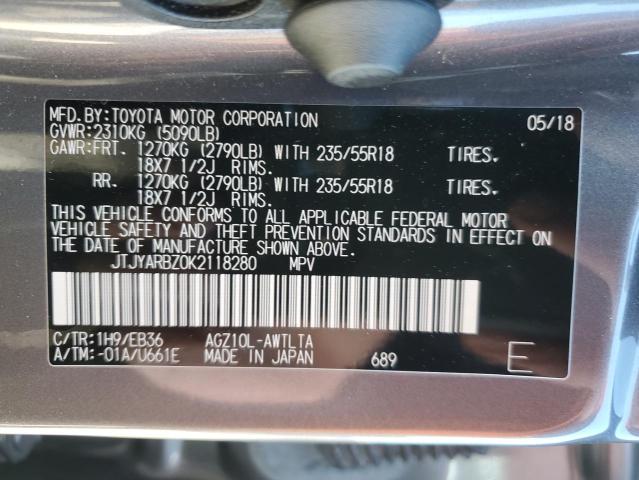 MFD.BY:TOYOTA MOTOR CORPORATION 05/18
GVWR:2310KG (5090LB)
GAWR:FRT. 1270KG (2790LB) WITH 235/55R18 TIRES.
18X7 1/2J RIMS.
RR. 1270KG (2790LB) WITH 235/55R18 TIRES.
18X7 1/2J RIMS.
THIS VEHICLE CONFORMS TO ALL APPLICABLE FEDERAL MOTOR
VEHICLE SAFETY AND THEFT PREVENTION STANDARDS IN EFFECT ON
THE DATE OF MANUFACTURE SHOWN ABOVE.
JTJYARBZ0K2118280 MPV
C/TR:1H9/EB36 AGZ10L-AWTLTA
A/TM:-01A/U661E MADE IN JAPAN 689 E